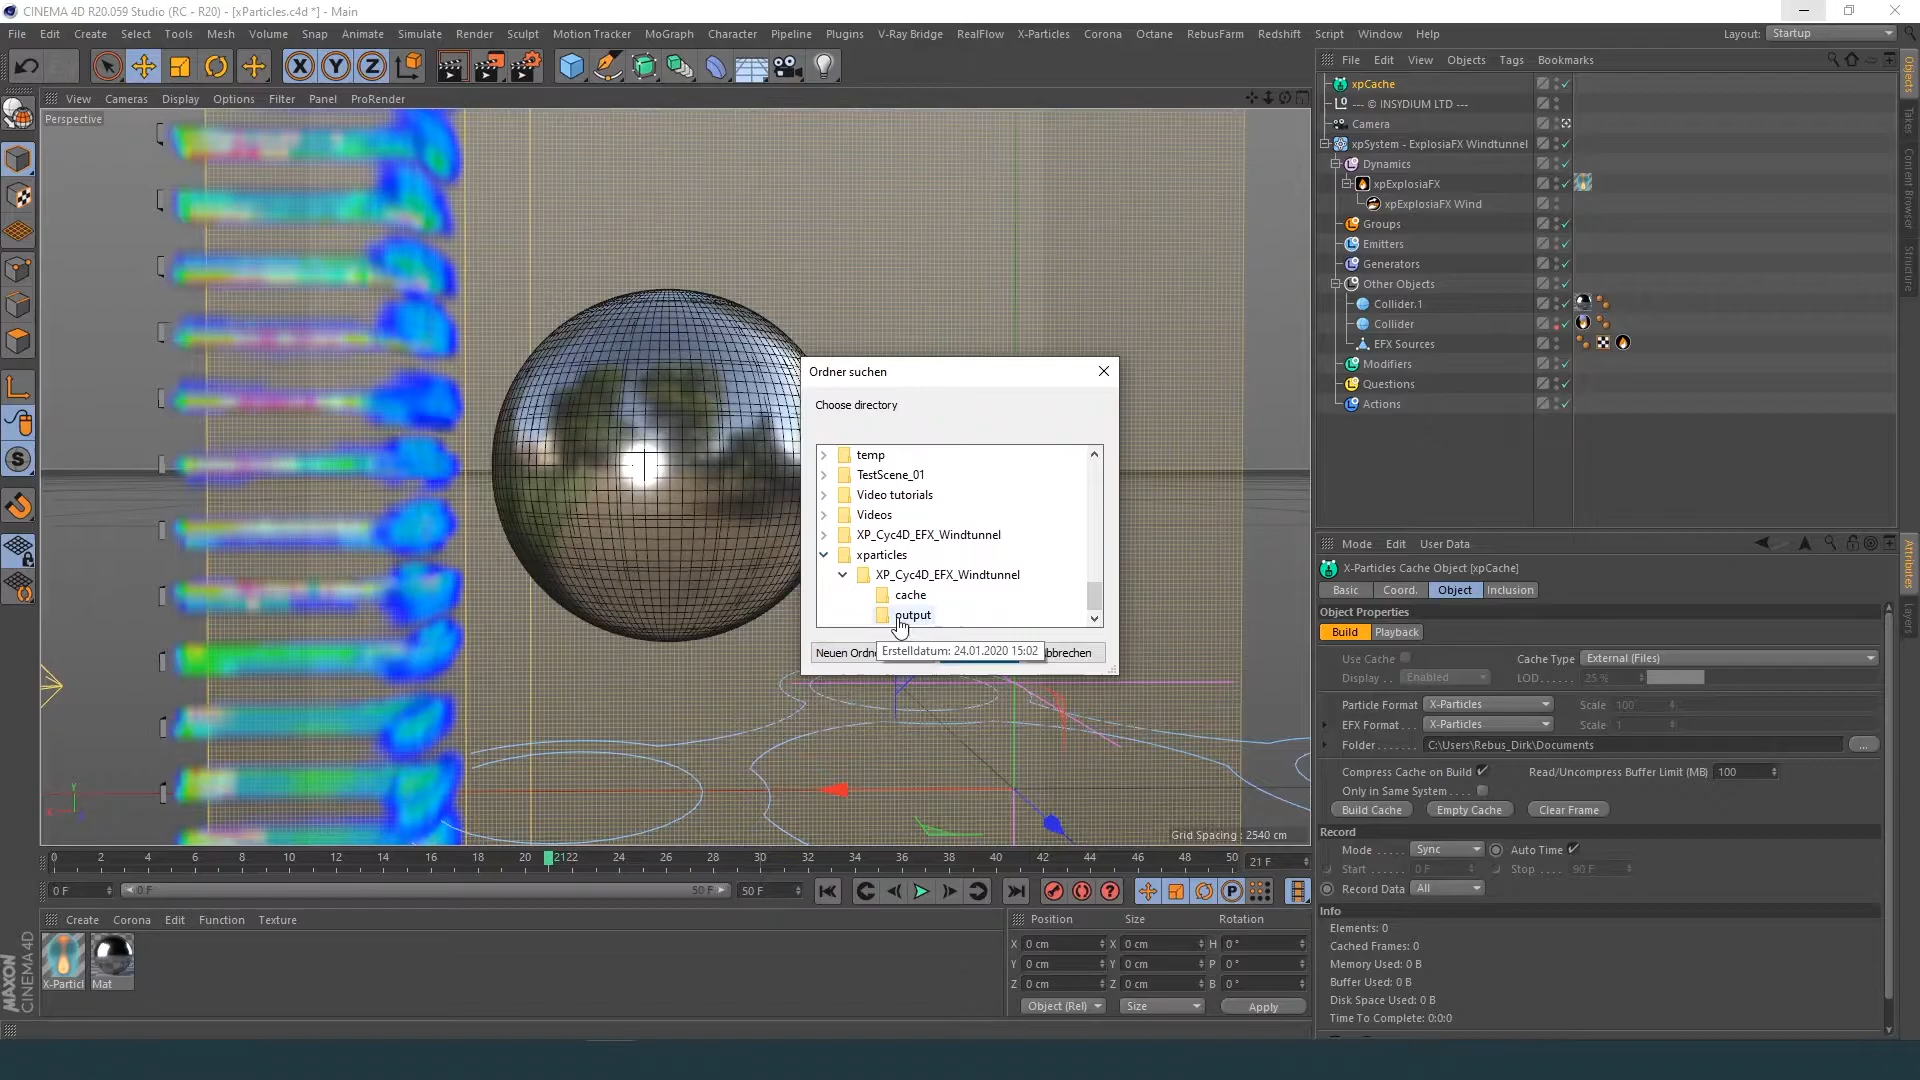 CINEMA 4D R20.059 Studio (RC - R20) - [xParticles.c4d *] - Main
File Edit Create Select Tools Mesh Volume Snap Animate Simulate Render Sculpt Motion Tracker MoGraph Character Pipeline Plugins V-Ray Bridge RealFlow X-Particles Corona Octane RebusFarm Redshift Script Window Help Layout: Startup
View Cameras Display Options Filter Panel ProRender
Perspective
File Edit View Objects Tags Bookmarks
xpCache
--- © INSYDIUM LTD ---
Camera
xpSystem - ExplosiaFX Windtunnel
Dynamics
xpExplosiaFX
xpExplosiaFX Wind
Groups
Emitters
Generators
Other Objects
Collider.1
Collider
EFX Sources
Modifiers
Questions
Actions
Objects
Takes
Content Browser
Structure
Ordner suchen
Choose directory
temp
TestScene_01
Video tutorials
Videos
XP_Cyc4D_EFX_Windtunnel
xparticles
XP_Cyc4D_EFX_Windtunnel
cache
output
Neuen Ordne
Erstelldatum: 24.01.2020 15:02
bbrechen
Grid Spacing : 2540 cm
Mode Edit User Data
X-Particles Cache Object [xpCache]
Basic Coord. Object Inclusion
Object Properties
Build Playback
Use Cache Cache Type External (Files)
Display . . Enabled LOD. . . . . . 25 %
Particle Format X-Particles Scale 100
EFX Format . . . X-Particles Scale 1
Folder . . . . . . . C:\Users\Rebus_Dirk\Documents ...
Compress Cache on Build Read/Uncompress Buffer Limit (MB) 100
Only in Same System . . . .
Build Cache Empty Cache Clear Frame
Record
Mode . . . . . Sync Auto Time
Start . . . . . . 0 F Stop . . . . 90 F
Record Data All
Info
Elements: 0
Cached Frames: 0
Memory Used: 0 B
Buffer Used: 0 B
Disk Space Used: 0 B
Time To Complete: 0:0:0
Attributes
Layers
0 2 4 6 8 10 12 14 16 18 20 2122 24 26 28 30 32 34 36 38 40 42 44 46 48 50 21 F
0 F 0 F 50 F 50 F
Create Corona Edit Function Texture
X-Particl
Mat
MAXON CINEMA 4D
Position Size Rotation
X 0 cm X 0 cm H 0 °
Y 0 cm Y 0 cm P 0 °
Z 0 cm Z 0 cm B 0 °
Object (Rel) Size Apply